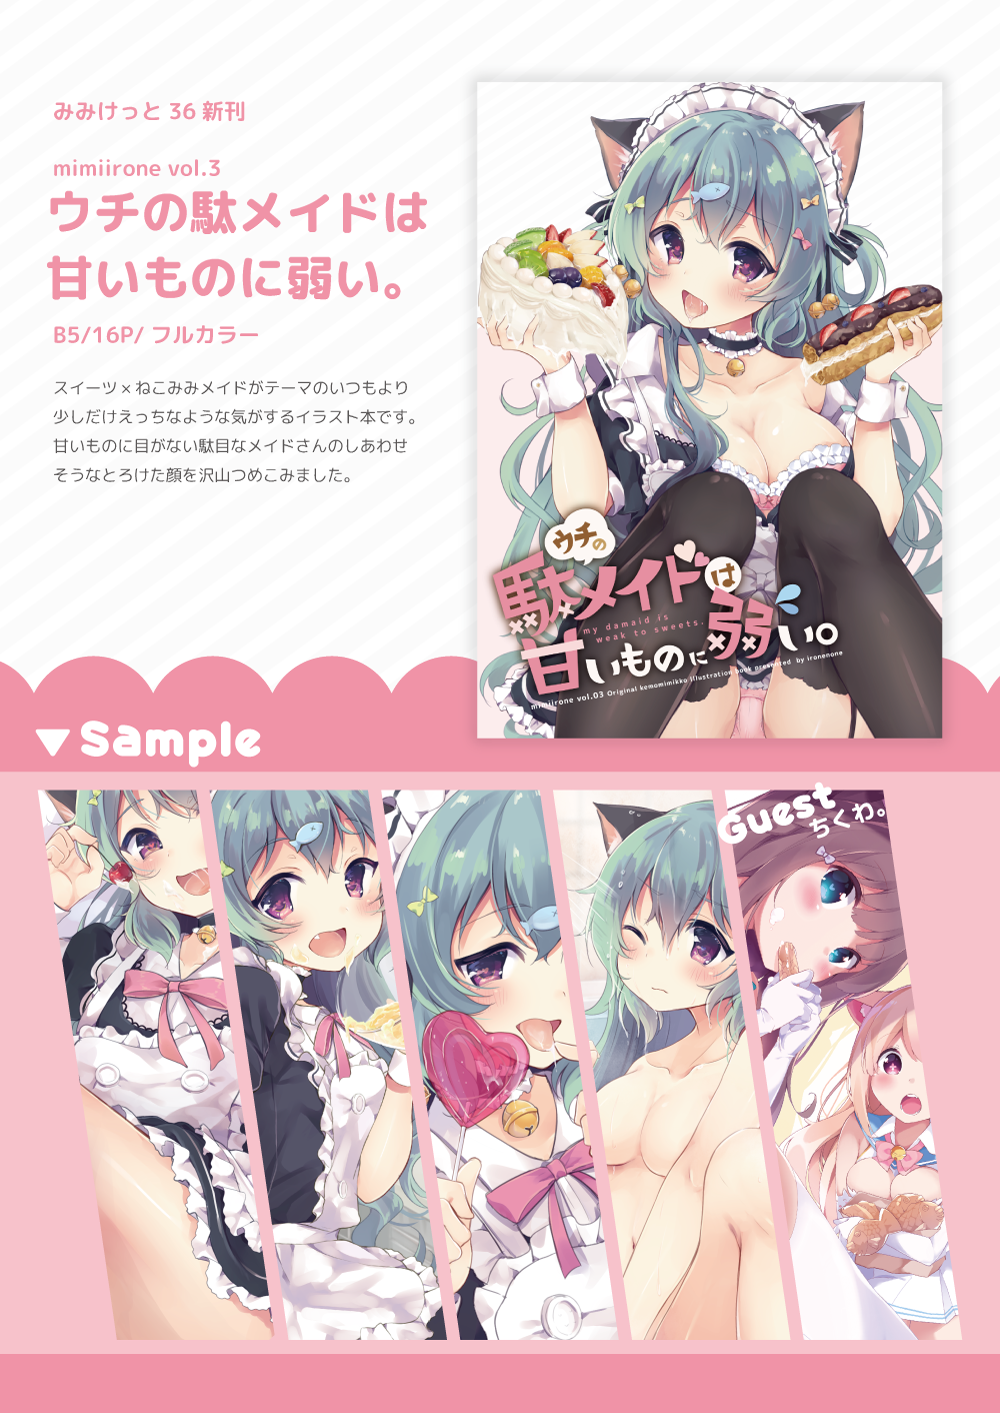 みみけっと 36 新刊
mimiirone vol.3
ウチの駄メイドは
甘いものに弱い。
B5/16P/ フルカラー
スイーツ×ねこみみメイドがテーマのいつもより
少しだけえっちなような気がするイラスト本です。
甘いものに目がない駄目なメイドさんのしあわせ
そうなとろけた顔を沢山つめこみました。
ウチの
駄メイドは
my damaid is
weak to sweets.
甘いものに弱い。
mimiirone vol.03 Original kemomimikko illustration book presented by ironenone
▼Sample
Guest
ちくわ。